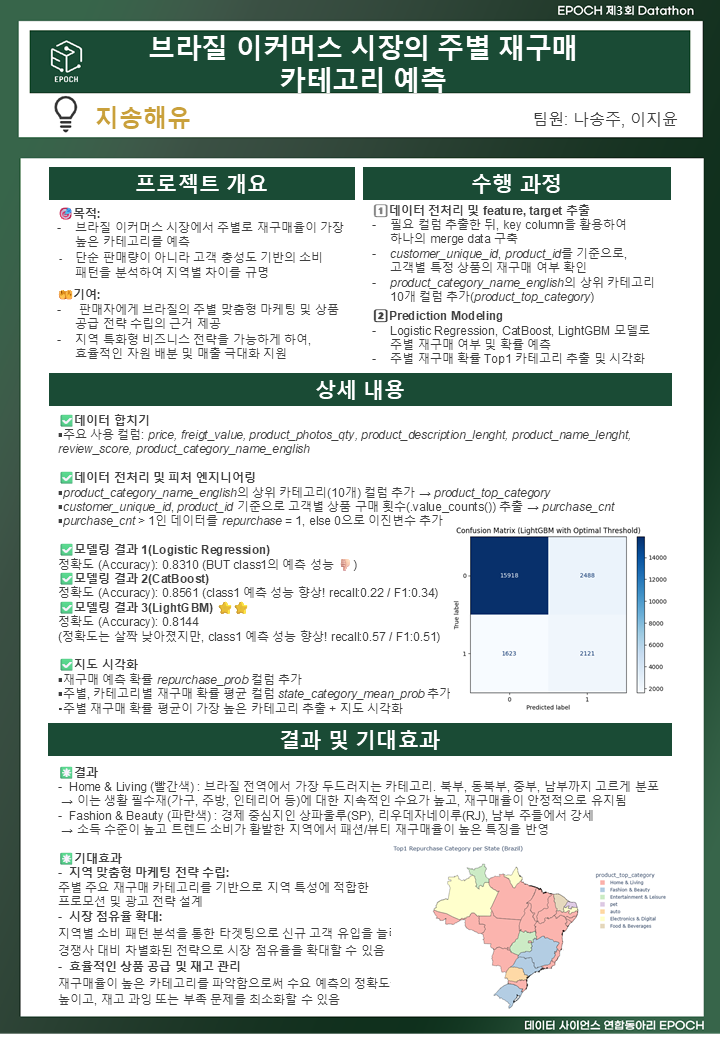 EPOCH 제3회 Datathon
EPOCH
브라질 이커머스 시장의 주별 재구매
카테고리 예측
지송해유
팀원: 나송주, 이지윤
프로젝트 개요
🎯목적:
- 브라질 이커머스 시장에서 주별로 재구매율이 가장
높은 카테고리를 예측
- 단순 판매량이 아니라 고객 충성도 기반의 소비
패턴을 분석하여 지역별 차이를 규명
기여:
- 판매자에게 브라질의 주별 맞춤형 마케팅 및 상품
공급 전략 수립의 근거 제공
- 지역 특화형 비즈니스 전략을 가능하게 하여,
효율적인 자원 배분 및 매출 극대화 지원
수행 과정
1️⃣데이터 전처리 및 feature, target 추출
- 필요 컬럼 추출한 뒤, key column을 활용하여
하나의 merge data 구축
- customer_unique_id, product_id를 기준으로,
고객별 특정 상품의 재구매 여부 확인
- product_category_name_english의 상위 카테고리
10개 컬럼 추가(product_top_category)
2️⃣Prediction Modeling
- Logistic Regression, CatBoost, LightGBM 모델로
주별 재구매 여부 및 확률 예측
- 주별 재구매 확률 Top1 카테고리 추출 및 시각화
상세 내용
✅데이터 합치기
▪주요 사용 컬럼: price, freigt_value, product_photos_qty, product_description_lenght, product_name_lenght,
review_score, product_category_name_english
✅데이터 전처리 및 피처 엔지니어링
▪product_category_name_english의 상위 카테고리(10개) 컬럼 추가 → product_top_category
▪customer_unique_id, product_id 기준으로 고객별 상품 구매 횟수(.value_counts()) 추출 → purchase_cnt
▪purchase_cnt > 1인 데이터를 repurchase = 1, else 0으로 이진변수 추가
✅모델링 결과 1(Logistic Regression)
정확도 (Accuracy): 0.8310 (BUT class1의 예측 성능 👎)
✅모델링 결과 2(CatBoost)
정확도 (Accuracy): 0.8561 (class1 예측 성능 향상! recall:0.22 / F1:0.34)
✅모델링 결과 3(LightGBM) ⭐⭐
정확도 (Accuracy): 0.8144
(정확도는 살짝 낮아졌지만, class1 예측 성능 향상! recall:0.57 / F1:0.51)
✅지도 시각화
▪재구매 예측 확률 repurchase_prob 컬럼 추가
▪주별, 카테고리별 재구매 확률 평균 컬럼 state_category_mean_prob 추가
-주별 재구매 확률 평균이 가장 높은 카테고리 추출 + 지도 시각화
Confusion Matrix (LightGBM with Optimal Threshold)
True label
0
15918
2488
1
1623
2121
0
1
Predicted label
14000
12000
10000
8000
6000
4000
2000
결과 및 기대효과
✳️결과
- Home & Living (빨간색) : 브라질 전역에서 가장 두드러지는 카테고리. 북부, 동북부, 중부, 남부까지 고르게 분포
→ 이는 생활 필수재(가구, 주방, 인테리어 등)에 대한 지속적인 수요가 높고, 재구매율이 안정적으로 유지됨
- Fashion & Beauty (파란색) : 경제 중심지인 상파울루(SP), 리우데자네이루(RJ), 남부 주들에서 강세
→ 소득 수준이 높고 트렌드 소비가 활발한 지역에서 패션/뷰티 재구매율이 높은 특징을 반영
✳️기대효과
- 지역 맞춤형 마케팅 전략 수립:
주별 주요 재구매 카테고리를 기반으로 지역 특성에 적합한
프로모션 및 광고 전략 설계
- 시장 점유율 확대:
지역별 소비 패턴 분석을 통한 타겟팅으로 신규 고객 유입을
경쟁사 대비 차별화된 전략으로 시장 점유율을 확대할 수 있음
- 효율적인 상품 공급 및 재고 관리
재구매율이 높은 카테고리를 파악함으로써 수요 예측의 정확도
높이고, 재고 과잉 또는 부족 문제를 최소화할 수 있음
Top1 Repurchase Category per State (Brazil)
product_top_category
Home & Living
Fashion & Beauty
Entertainment & Leisure
pet
auto
Electronics & Digital
Food & Beverages
데이터 사이언스 연합동아리 EPOCH